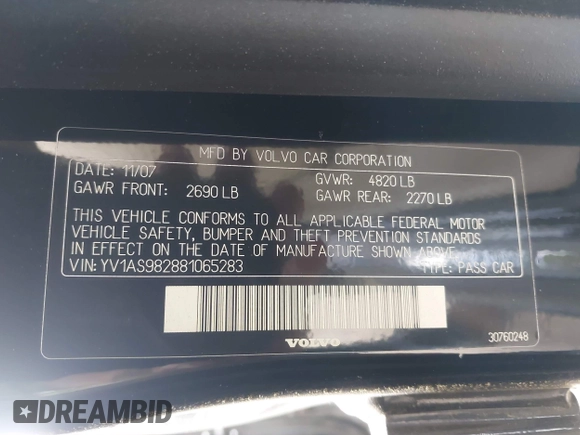 MFD BY VOLVO CAR CORPORATION
DATE: 11/07 GVWR: 4820 LB
GAWR FRONT: 2690 LB GAWR REAR: 2270 LB
THIS VEHICLE CONFORMS TO ALL APPLICABLE FEDERAL MOTOR
VEHICLE SAFETY, BUMPER AND THEFT PREVENTION STANDARDS
IN EFFECT ON THE DATE OF MANUFACTURE SHOWN ABOVE.
VIN: YV1AS982881065283 TYPE: PASS CAR
VOLVO 30760248
DREAMBID